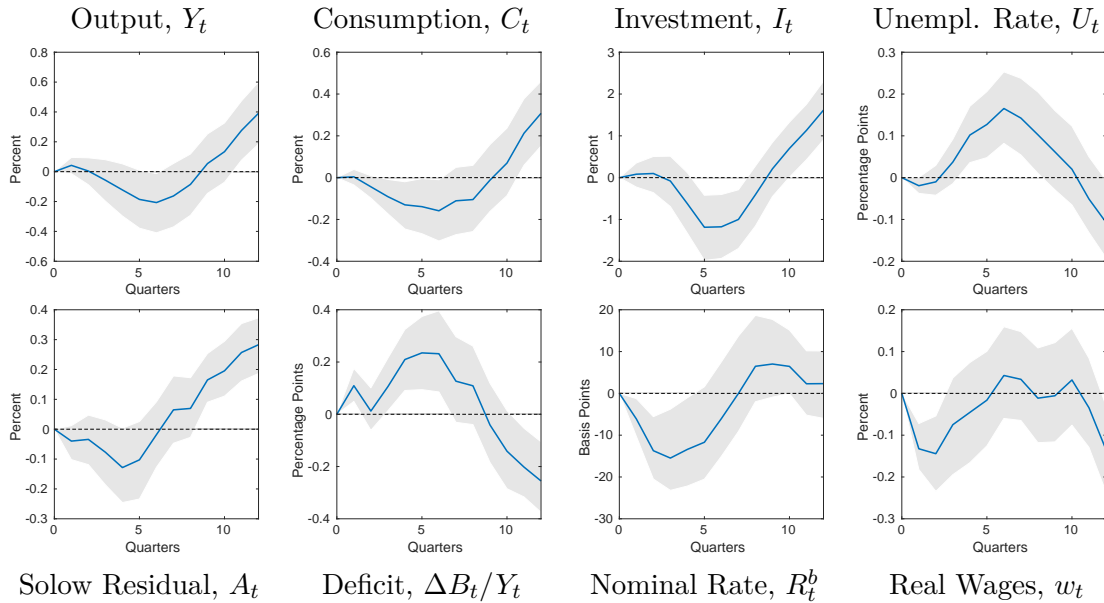 Output, Y_t Consumption, C_t Investment, I_t Unempl. Rate, U_t
Percent
0.8
0.6
0.4
0.2
0
-0.2
-0.4
-0.6
0 5 10
Quarters
Percent
0.6
0.4
0.2
0
-0.2
-0.4
0 5 10
Quarters
Percent
3
2
1
0
-1
-2
0 5 10
Quarters
Percentage Points
0.3
0.2
0.1
0
-0.1
-0.2
0 5 10
Quarters
Percent
0.4
0.3
0.2
0.1
0
-0.1
-0.2
-0.3
0 5 10
Quarters
Percentage Points
0.4
0.2
0
-0.2
-0.4
0 5 10
Quarters
Basis Points
20
10
0
-10
-20
-30
0 5 10
Quarters
Percent
0.2
0.1
0
-0.1
-0.2
-0.3
0 5 10
Quarters
Solow Residual, A_t Deficit, ΔB_t/Y_t Nominal Rate, R_t^b Real Wages, w_t